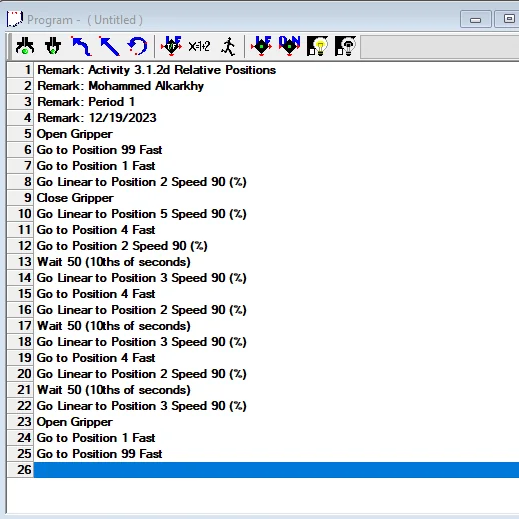 Program - ( Untitled )
x=1+2
1 Remark: Activity 3.1.2d Relative Positions
2 Remark: Mohammed Alkarkhy
3 Remark: Period 1
4 Remark: 12/19/2023
5 Open Gripper
6 Go to Position 99 Fast
7 Go to Position 1 Fast
8 Go Linear to Position 2 Speed 90 (%)
9 Close Gripper
10 Go Linear to Position 5 Speed 90 (%)
11 Go to Position 4 Fast
12 Go to Position 2 Speed 90 (%)
13 Wait 50 (10ths of seconds)
14 Go Linear to Position 3 Speed 90 (%)
15 Go to Position 4 Fast
16 Go Linear to Position 2 Speed 90 (%)
17 Wait 50 (10ths of seconds)
18 Go Linear to Position 3 Speed 90 (%)
19 Go to Position 4 Fast
20 Go Linear to Position 2 Speed 90 (%)
21 Wait 50 (10ths of seconds)
22 Go Linear to Position 3 Speed 90 (%)
23 Open Gripper
24 Go to Position 1 Fast
25 Go to Position 99 Fast
26